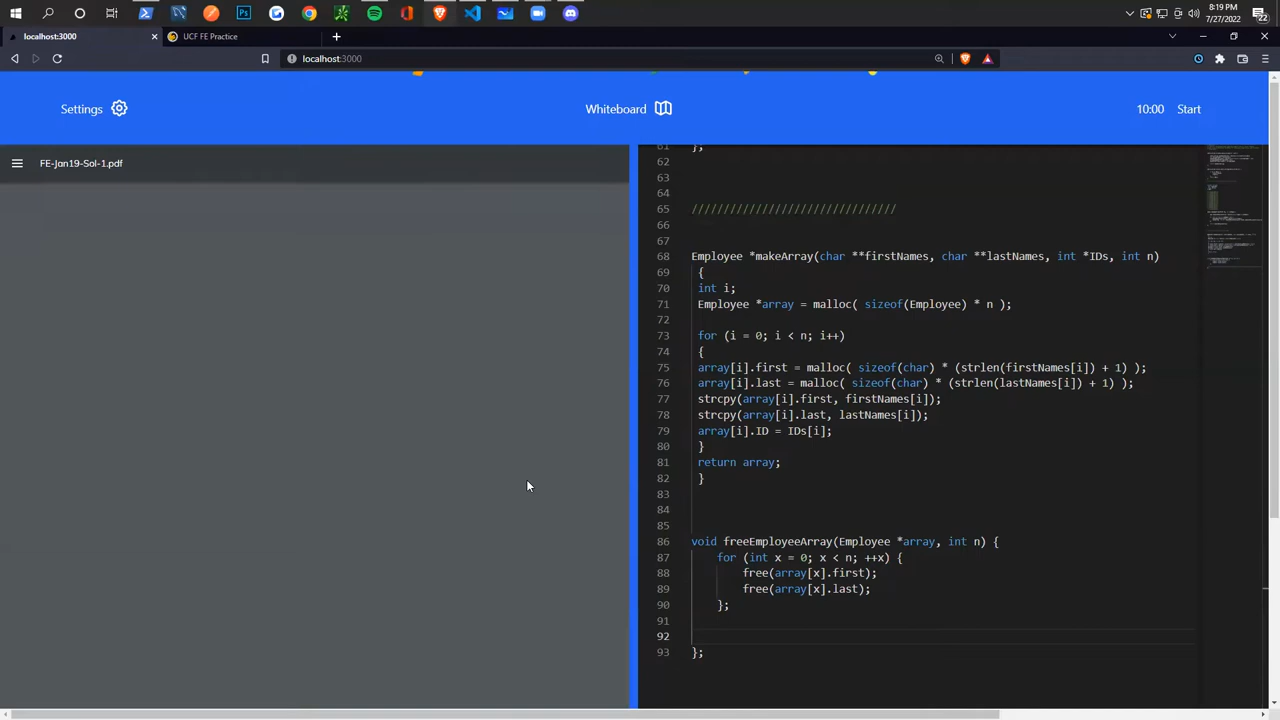 8:19 PM
7/27/2022
22
localhost:3000
UCF FE Practice
localhost:3000
Settings
Whiteboard
10:00 Start
FE-Jan19-Sol-1.pdf
61 };
62
63
64
65 ////////////////////////////////
66
67
68 Employee *makeArray(char **firstNames, char **lastNames, int *IDs, int n)
69 {
70 int i;
71 Employee *array = malloc( sizeof(Employee) * n );
72
73 for (i = 0; i < n; i++)
74 {
75 array[i].first = malloc( sizeof(char) * (strlen(firstNames[i]) + 1) );
76 array[i].last = malloc( sizeof(char) * (strlen(lastNames[i]) + 1) );
77 strcpy(array[i].first, firstNames[i]);
78 strcpy(array[i].last, lastNames[i]);
79 array[i].ID = IDs[i];
80 }
81 return array;
82 }
83
84
85
86 void freeEmployeeArray(Employee *array, int n) {
87 for (int x = 0; x < n; ++x) {
88 free(array[x].first);
89 free(array[x].last);
90 };
91
92
93 };